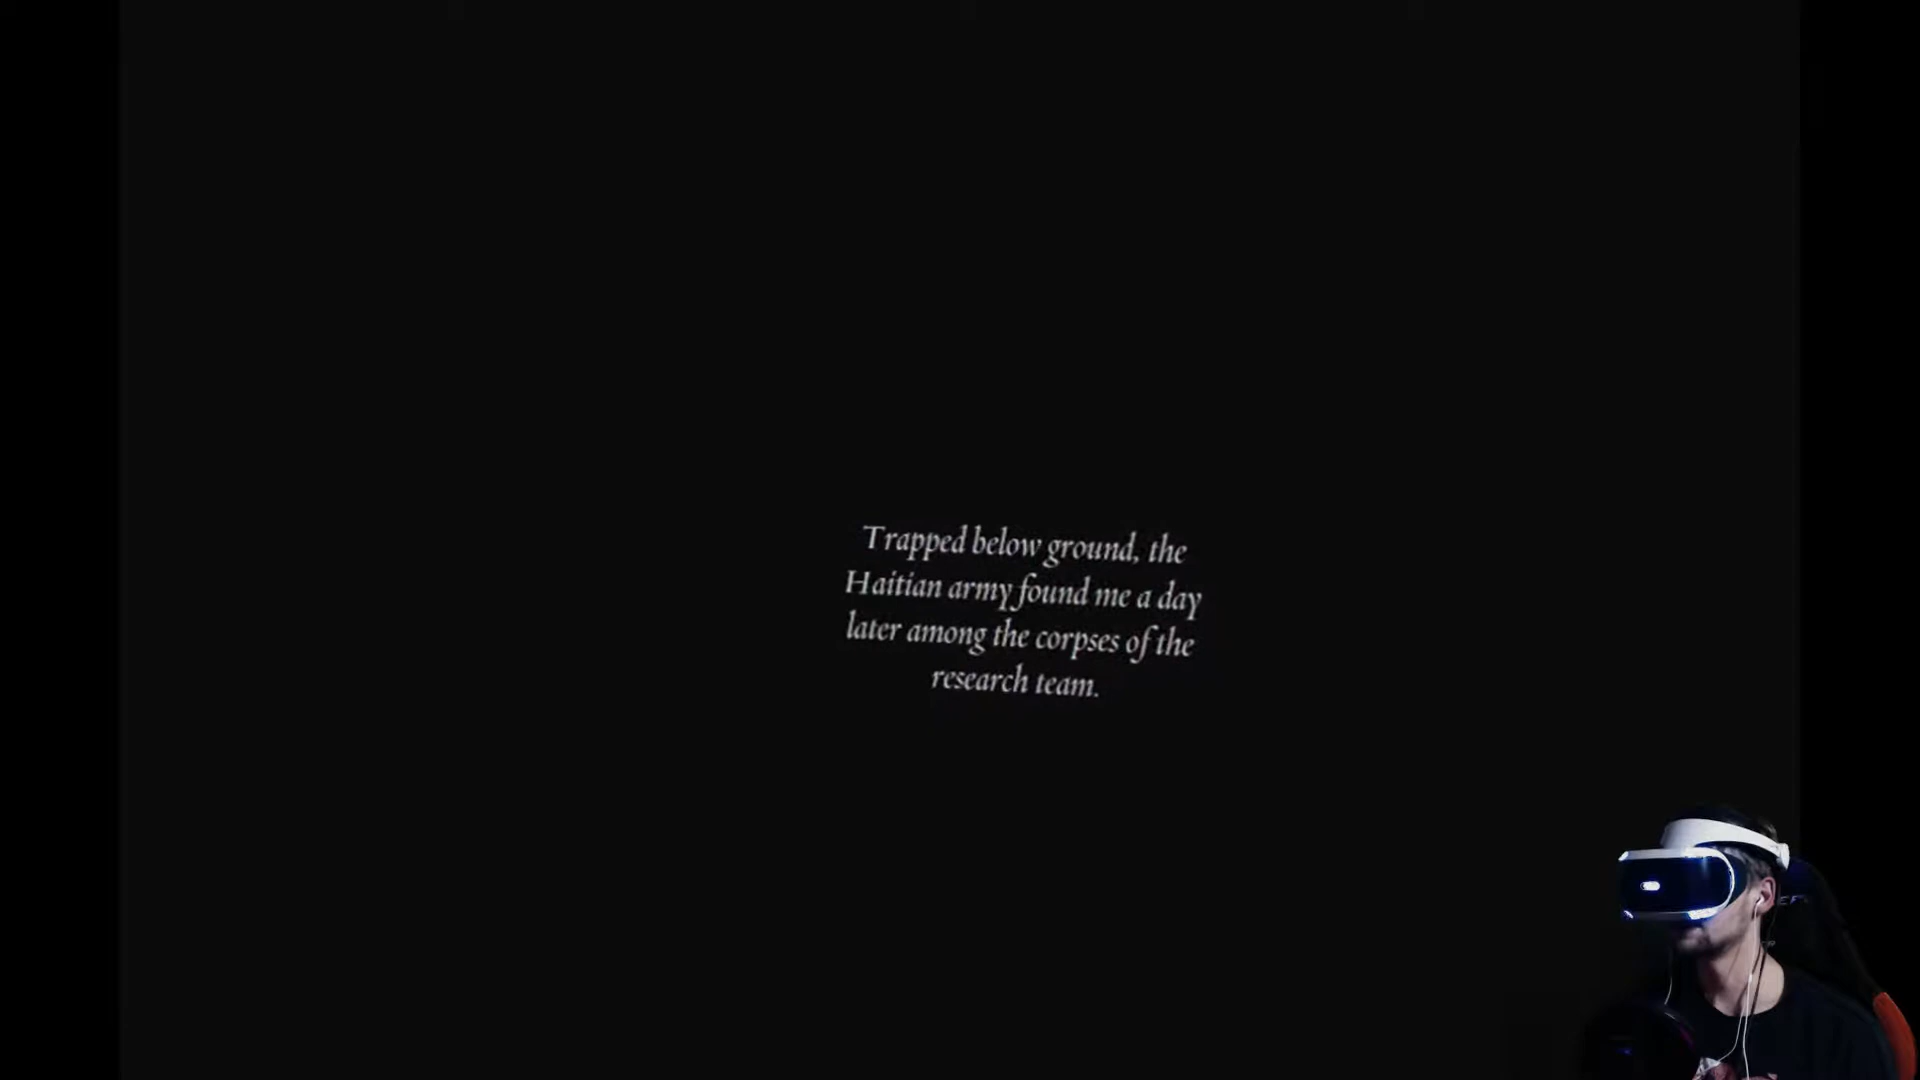 Trapped below ground, the
Haitian army found me a day
later among the corpses of the
research team.